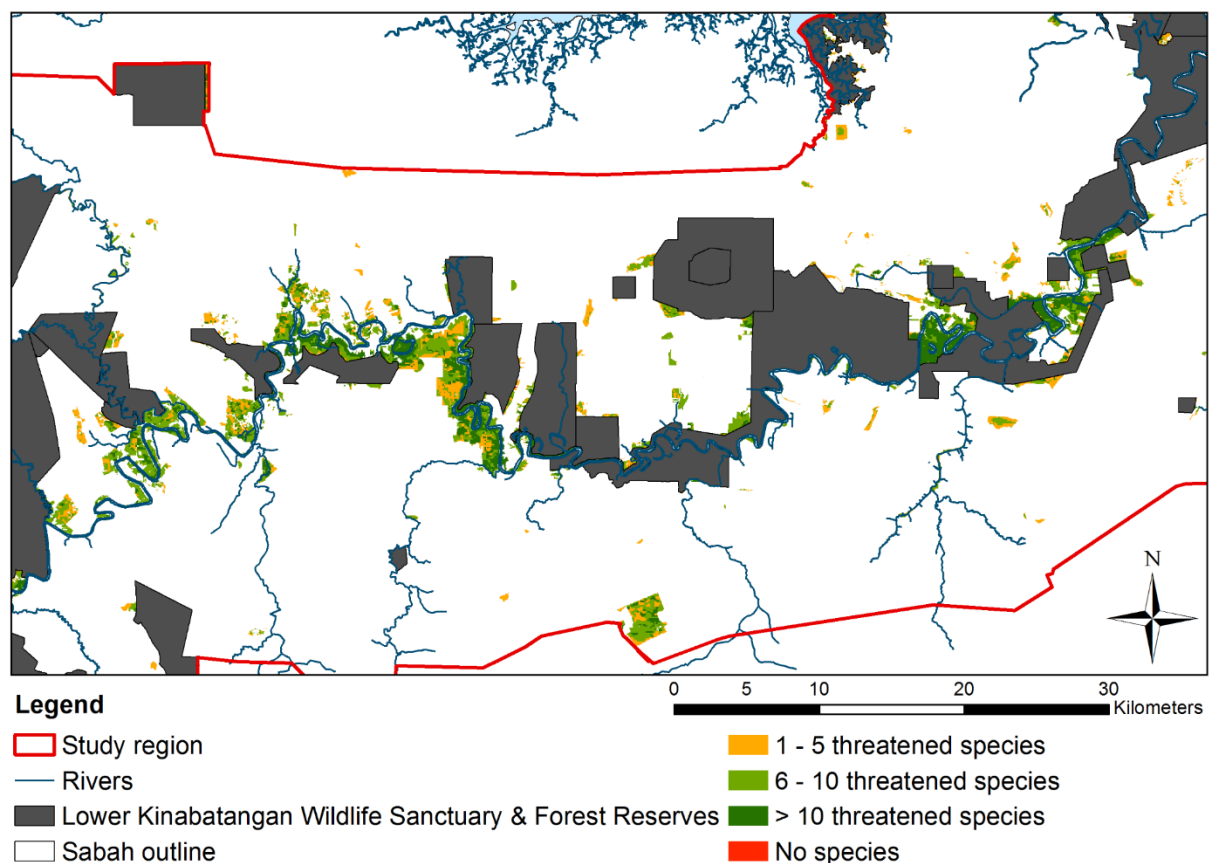 N
0 5 10 20 30
Kilometers
Legend
Study region
Rivers
Lower Kinabatangan Wildlife Sanctuary & Forest Reserves
Sabah outline
1 - 5 threatened species
6 - 10 threatened species
> 10 threatened species
No species